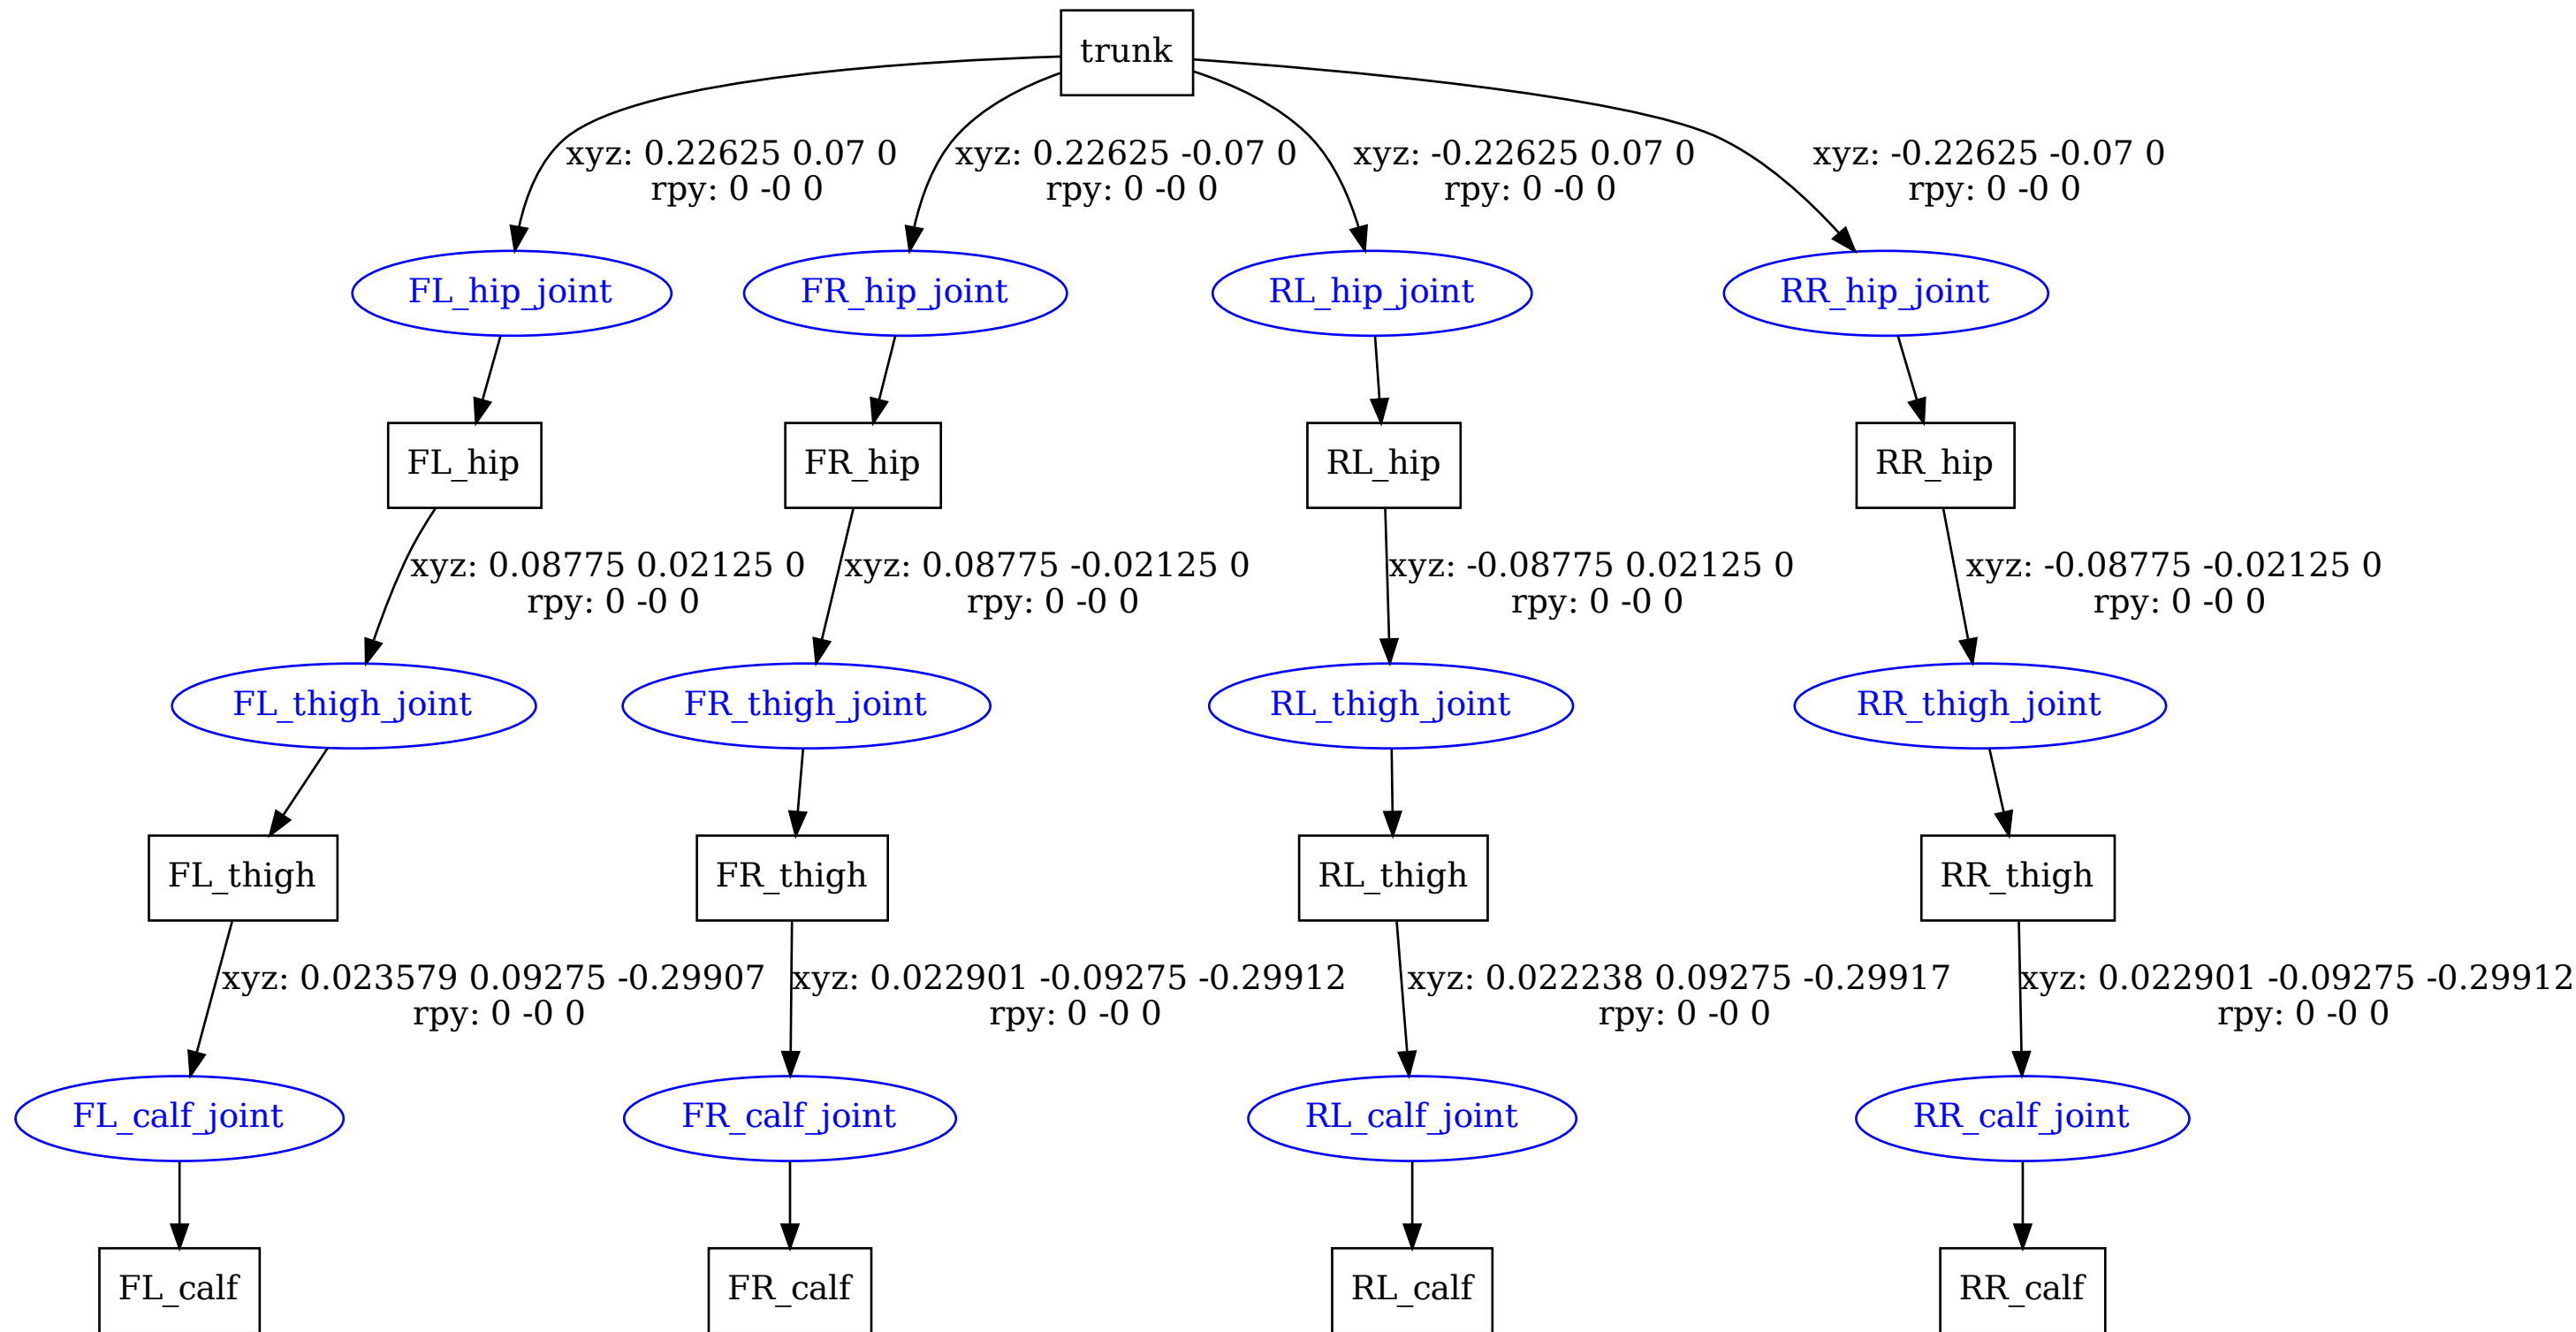 trunk
xyz: 0.22625 0.07 0
rpy: 0 -0 0
xyz: 0.22625 -0.07 0
rpy: 0 -0 0
xyz: -0.22625 0.07 0
rpy: 0 -0 0
xyz: -0.22625 -0.07 0
rpy: 0 -0 0
FL_hip_joint
FR_hip_joint
RL_hip_joint
RR_hip_joint
FL_hip
FR_hip
RL_hip
RR_hip
xyz: 0.08775 0.02125 0
rpy: 0 -0 0
xyz: 0.08775 -0.02125 0
rpy: 0 -0 0
xyz: -0.08775 0.02125 0
rpy: 0 -0 0
xyz: -0.08775 -0.02125 0
rpy: 0 -0 0
FL_thigh_joint
FR_thigh_joint
RL_thigh_joint
RR_thigh_joint
FL_thigh
FR_thigh
RL_thigh
RR_thigh
xyz: 0.023579 0.09275 -0.29907
rpy: 0 -0 0
xyz: 0.022901 -0.09275 -0.29912
rpy: 0 -0 0
xyz: 0.022238 0.09275 -0.29917
rpy: 0 -0 0
xyz: 0.022901 -0.09275 -0.29912
rpy: 0 -0 0
FL_calf_joint
FR_calf_joint
RL_calf_joint
RR_calf_joint
FL_calf
FR_calf
RL_calf
RR_calf